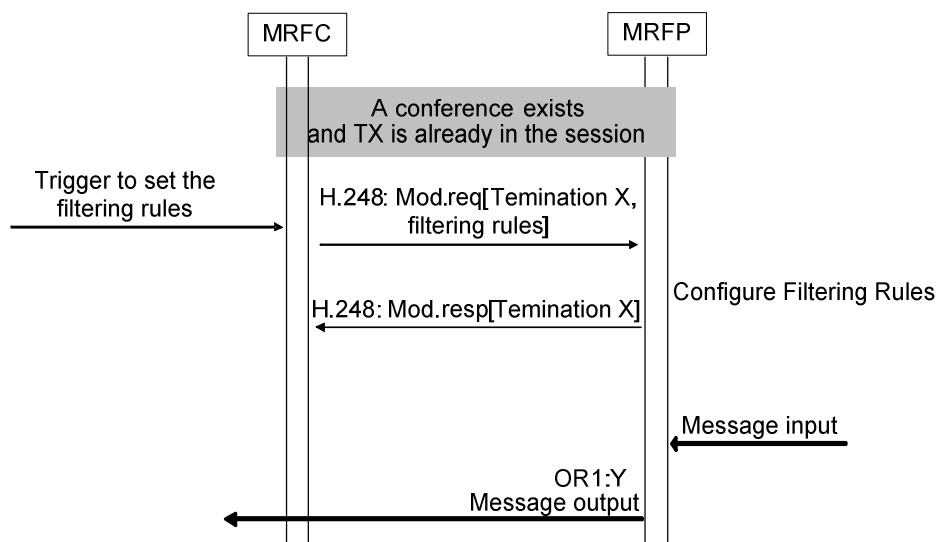 MRFC
MRFP
A conference exists
and TX is already in the session
Trigger to set the
filtering rules
H.248: Mod.req[Temination X,
filtering rules]
Configure Filtering Rules
H.248: Mod.resp[Temination X]
Message input
OR1:Y
Message output